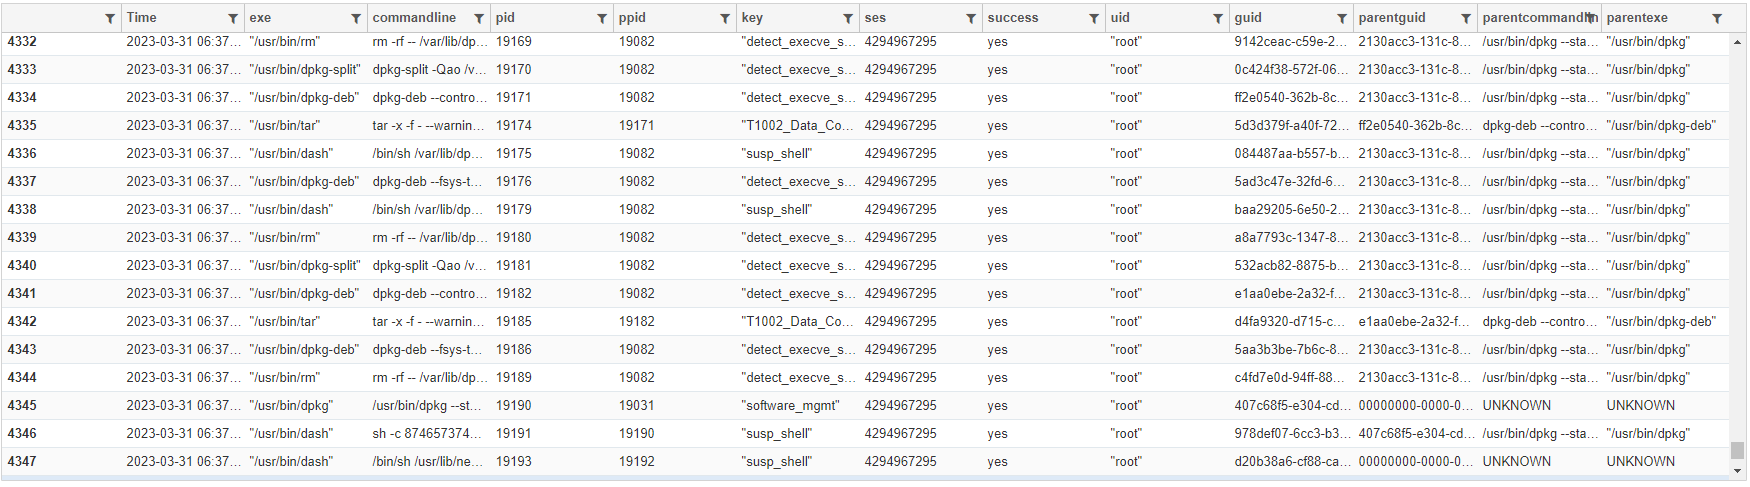 Time exe commandline pid ppid key ses success uid guid parentguid parentcommandlin parentexe
4332 2023-03-31 06:37... "/usr/bin/rm" rm -rf -- /var/lib/dp... 19169 19082 "detect_execve_s... 4294967295 yes "root" 9142ceac-c59e-2... 2130acc3-131c-8... /usr/bin/dpkg --sta... "/usr/bin/dpkg"
4333 2023-03-31 06:37... "/usr/bin/dpkg-split" dpkg-split -Qao /v... 19170 19082 "detect_execve_s... 4294967295 yes "root" 0c424f38-572f-06... 2130acc3-131c-8... /usr/bin/dpkg --sta... "/usr/bin/dpkg"
4334 2023-03-31 06:37... "/usr/bin/dpkg-deb" dpkg-deb --contro... 19171 19082 "detect_execve_s... 4294967295 yes "root" ff2e0540-362b-8c... 2130acc3-131c-8... /usr/bin/dpkg --sta... "/usr/bin/dpkg"
4335 2023-03-31 06:37... "/usr/bin/tar" tar -x -f - --warnin... 19174 19171 "T1002_Data_Co... 4294967295 yes "root" 5d3d379f-a40f-72... ff2e0540-362b-8c... dpkg-deb --contro... "/usr/bin/dpkg-deb"
4336 2023-03-31 06:37... "/usr/bin/dash" /bin/sh /var/lib/dp... 19175 19082 "susp_shell" 4294967295 yes "root" 084487aa-b557-b... 2130acc3-131c-8... /usr/bin/dpkg --sta... "/usr/bin/dpkg"
4337 2023-03-31 06:37... "/usr/bin/dpkg-deb" dpkg-deb --fsys-t... 19176 19082 "detect_execve_s... 4294967295 yes "root" 5ad3c47e-32fd-6... 2130acc3-131c-8... /usr/bin/dpkg --sta... "/usr/bin/dpkg"
4338 2023-03-31 06:37... "/usr/bin/dash" /bin/sh /var/lib/dp... 19179 19082 "susp_shell" 4294967295 yes "root" baa29205-6e50-2... 2130acc3-131c-8... /usr/bin/dpkg --sta... "/usr/bin/dpkg"
4339 2023-03-31 06:37... "/usr/bin/rm" rm -rf -- /var/lib/dp... 19180 19082 "detect_execve_s... 4294967295 yes "root" a8a7793c-1347-8... 2130acc3-131c-8... /usr/bin/dpkg --sta... "/usr/bin/dpkg"
4340 2023-03-31 06:37... "/usr/bin/dpkg-split" dpkg-split -Qao /v... 19181 19082 "detect_execve_s... 4294967295 yes "root" 532acb82-8875-b... 2130acc3-131c-8... /usr/bin/dpkg --sta... "/usr/bin/dpkg"
4341 2023-03-31 06:37... "/usr/bin/dpkg-deb" dpkg-deb --contro... 19182 19082 "detect_execve_s... 4294967295 yes "root" e1aa0ebe-2a32-f... 2130acc3-131c-8... /usr/bin/dpkg --sta... "/usr/bin/dpkg"
4342 2023-03-31 06:37... "/usr/bin/tar" tar -x -f - --warnin... 19185 19182 "T1002_Data_Co... 4294967295 yes "root" d4fa9320-d715-c... e1aa0ebe-2a32-f... dpkg-deb --contro... "/usr/bin/dpkg-deb"
4343 2023-03-31 06:37... "/usr/bin/dpkg-deb" dpkg-deb --fsys-t... 19186 19082 "detect_execve_s... 4294967295 yes "root" 5aa3b3be-7b6c-8... 2130acc3-131c-8... /usr/bin/dpkg --sta... "/usr/bin/dpkg"
4344 2023-03-31 06:37... "/usr/bin/rm" rm -rf -- /var/lib/dp... 19189 19082 "detect_execve_s... 4294967295 yes "root" c4fd7e0d-94ff-88... 2130acc3-131c-8... /usr/bin/dpkg --sta... "/usr/bin/dpkg"
4345 2023-03-31 06:37... "/usr/bin/dpkg" /usr/bin/dpkg --st... 19190 19031 "software_mgmt" 4294967295 yes "root" 407c68f5-e304-cd... 00000000-0000-0... UNKNOWN UNKNOWN
4346 2023-03-31 06:37... "/usr/bin/dash" sh -c 874657374... 19191 19190 "susp_shell" 4294967295 yes "root" 978def07-6cc3-b3... 407c68f5-e304-cd... /usr/bin/dpkg --sta... "/usr/bin/dpkg"
4347 2023-03-31 06:37... "/usr/bin/dash" /bin/sh /usr/lib/ne... 19193 19192 "susp_shell" 4294967295 yes "root" d20b38a6-cf88-ca... 00000000-0000-0... UNKNOWN UNKNOWN